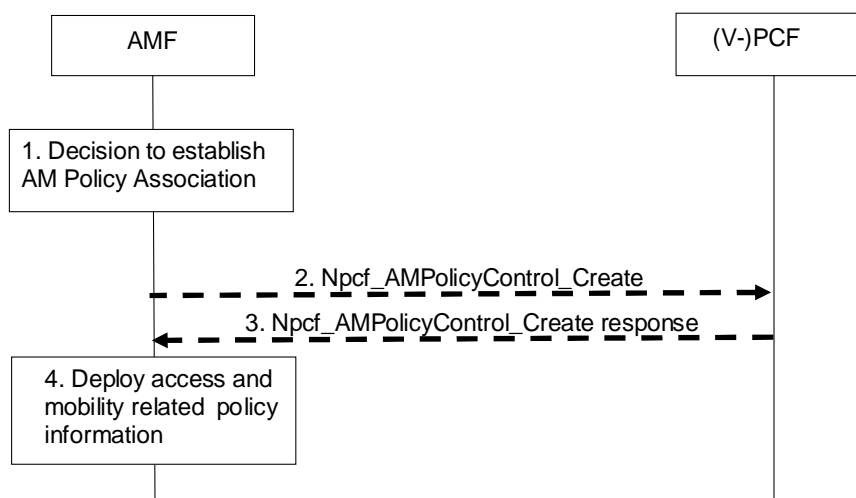 AMF
(V-)PCF
1. Decision to establish
AM Policy Association
2. Npcf_AMPolicyControl_Create
3. Npcf_AMPolicyControl_Create response
4. Deploy access and
mobility related policy
information